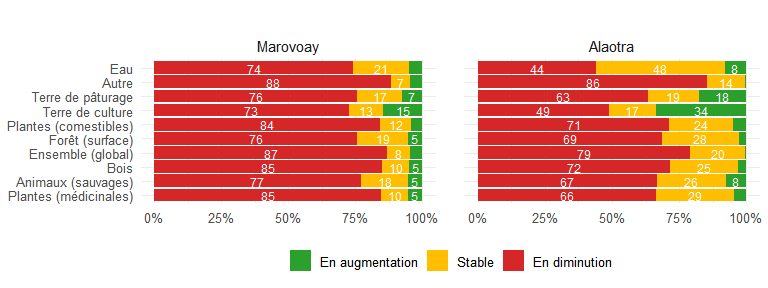 Marovoay Alaotra
Eau 74 21 44 48 8
Autre 88 7 86 14
Terre de pâturage 76 17 7 63 19 18
Terre de culture 73 13 15 49 17 34
Plantes (comestibles) 84 12 71 24
Forêt (surface) 76 19 5 69 28
Ensemble (global) 87 8 79 20
Bois 85 10 5 72 25
Animaux (sauvages) 77 18 5 67 26 8
Plantes (médicinales) 85 10 5 66 29
0% 25% 50% 75% 100% 0% 25% 50% 75% 100%
En augmentation Stable En diminution